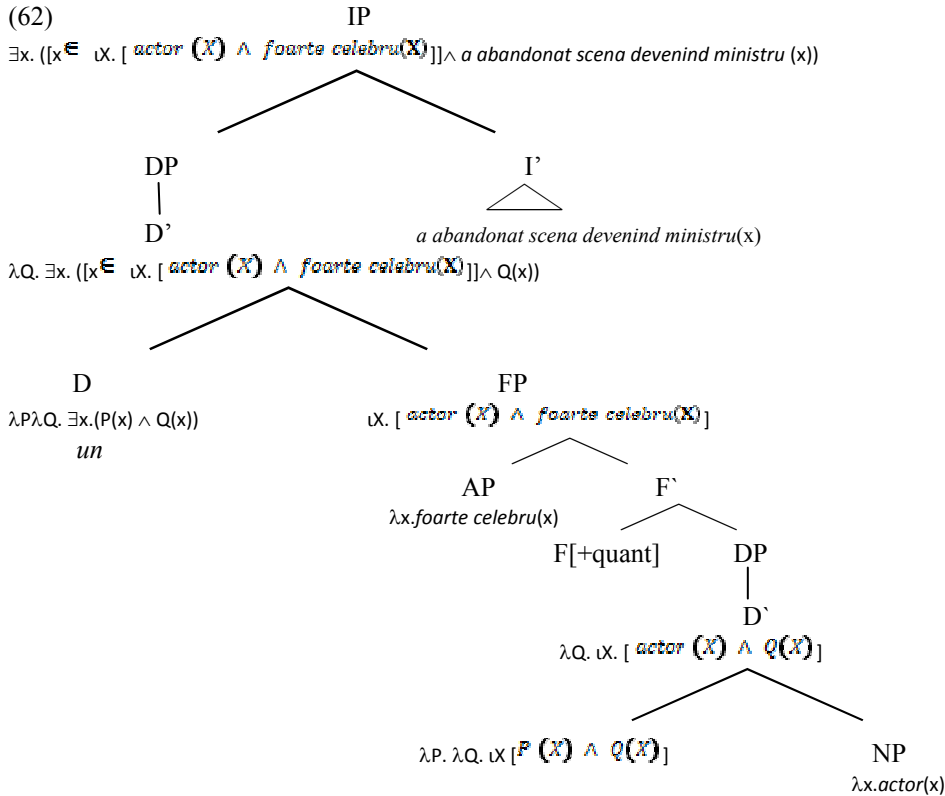 (62)
IP
∃x. ([x∈ ιX. [ actor (X) ∧ foarte celebru(X)]]∧ a abandonat scena devenind ministru (x))
DP
I’
D’
a abandonat scena devenind ministru(x)
λQ. ∃x. ([x∈ ιX. [ actor (X) ∧ foarte celebru(X)]]∧ Q(x))
D
FP
λPλQ. ∃x.(P(x) ∧ Q(x))
ιX. [ actor (X) ∧ foarte celebru(X)]
un
AP
F`
λx.foarte celebru(x)
F[+quant]
DP
D`
λQ. ιX. [ actor (X) ∧ Q(X)]
λP. λQ. ιX [P (X) ∧ Q(X)]
NP
λx.actor(x)